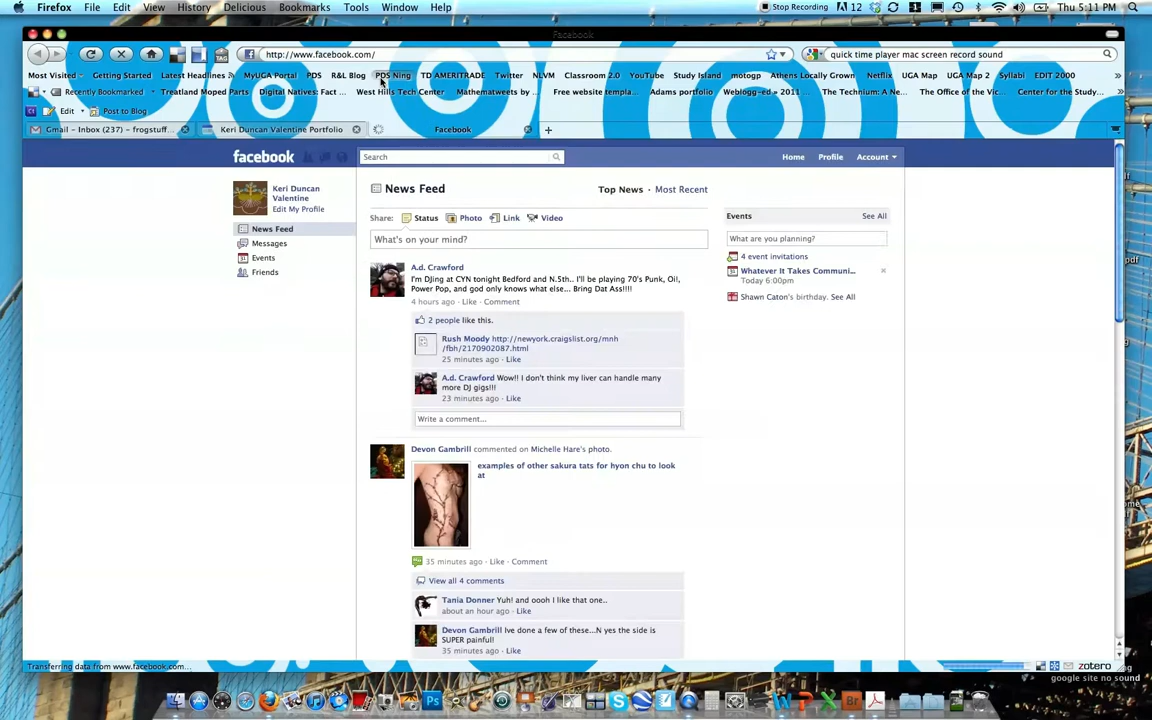 Firefox File Edit View History Delicious Bookmarks Tools Window Help Stop Recording 12 Thu 5:11 PM
Facebook
http://www.facebook.com/ quick time player mac screen record sound
Most Visited Getting Started Latest Headlines MyUGA Portal PDS R&L Blog PDS Ning TD AMERITRADE Twitter NLVM Classroom 2.0 YouTube Study Island motogp Athens Locally Grown Netflix UGA Map UGA Map 2 Syllabi EDIT 2000 »
Recently Bookmarked Treatland Moped Parts Digital Natives: Fact ... West Hills Tech Center Mathematweets by ... Free website templa... Adams portfolio Weblogg-ed » 2011 ... The Technium: A Ne... The Office of the Vic... Center for the Study...
Edit Post to Blog
Gmail - Inbox (237) - frogstuff... Keri Duncan Valentine Portfolio Facebook
facebook Search Home Profile Account
Keri Duncan
Valentine
Edit My Profile
News Feed
Messages
Events
Friends
News Feed Top News · Most Recent
Share: Status Photo Link Video
What's on your mind?
A.d. Crawford
I'm DJing at CYN tonight Bedford and N.5th.. I'll be playing 70's Punk, Oi!,
Power Pop, and god only knows what else... Bring Dat Ass!!!!
4 hours ago · Like · Comment
2 people like this.
Rush Moody http://newyork.craigslist.org/mnh
/fbh/2170902087.html
25 minutes ago · Like
A.d. Crawford Wow!! I don't think my liver can handle many
more DJ gigs!!!
23 minutes ago · Like
Write a comment...
Devon Gambrill commented on Michelle Hare's photo.
examples of other sakura tats for hyon chu to look
at
35 minutes ago · Like · Comment
View all 4 comments
Tania Donner Yuh! and oooh I like that one..
about an hour ago · Like
Devon Gambrill Ive done a few of these...N yes the side is
SUPER painful!
35 minutes ago · Like
Events See All
What are you planning?
4 event invitations
31 Whatever It Takes Communi...
Today 6:00pm
Shawn Caton's birthday. See All
Transferring data from www.facebook.com... zotero
google site no sound